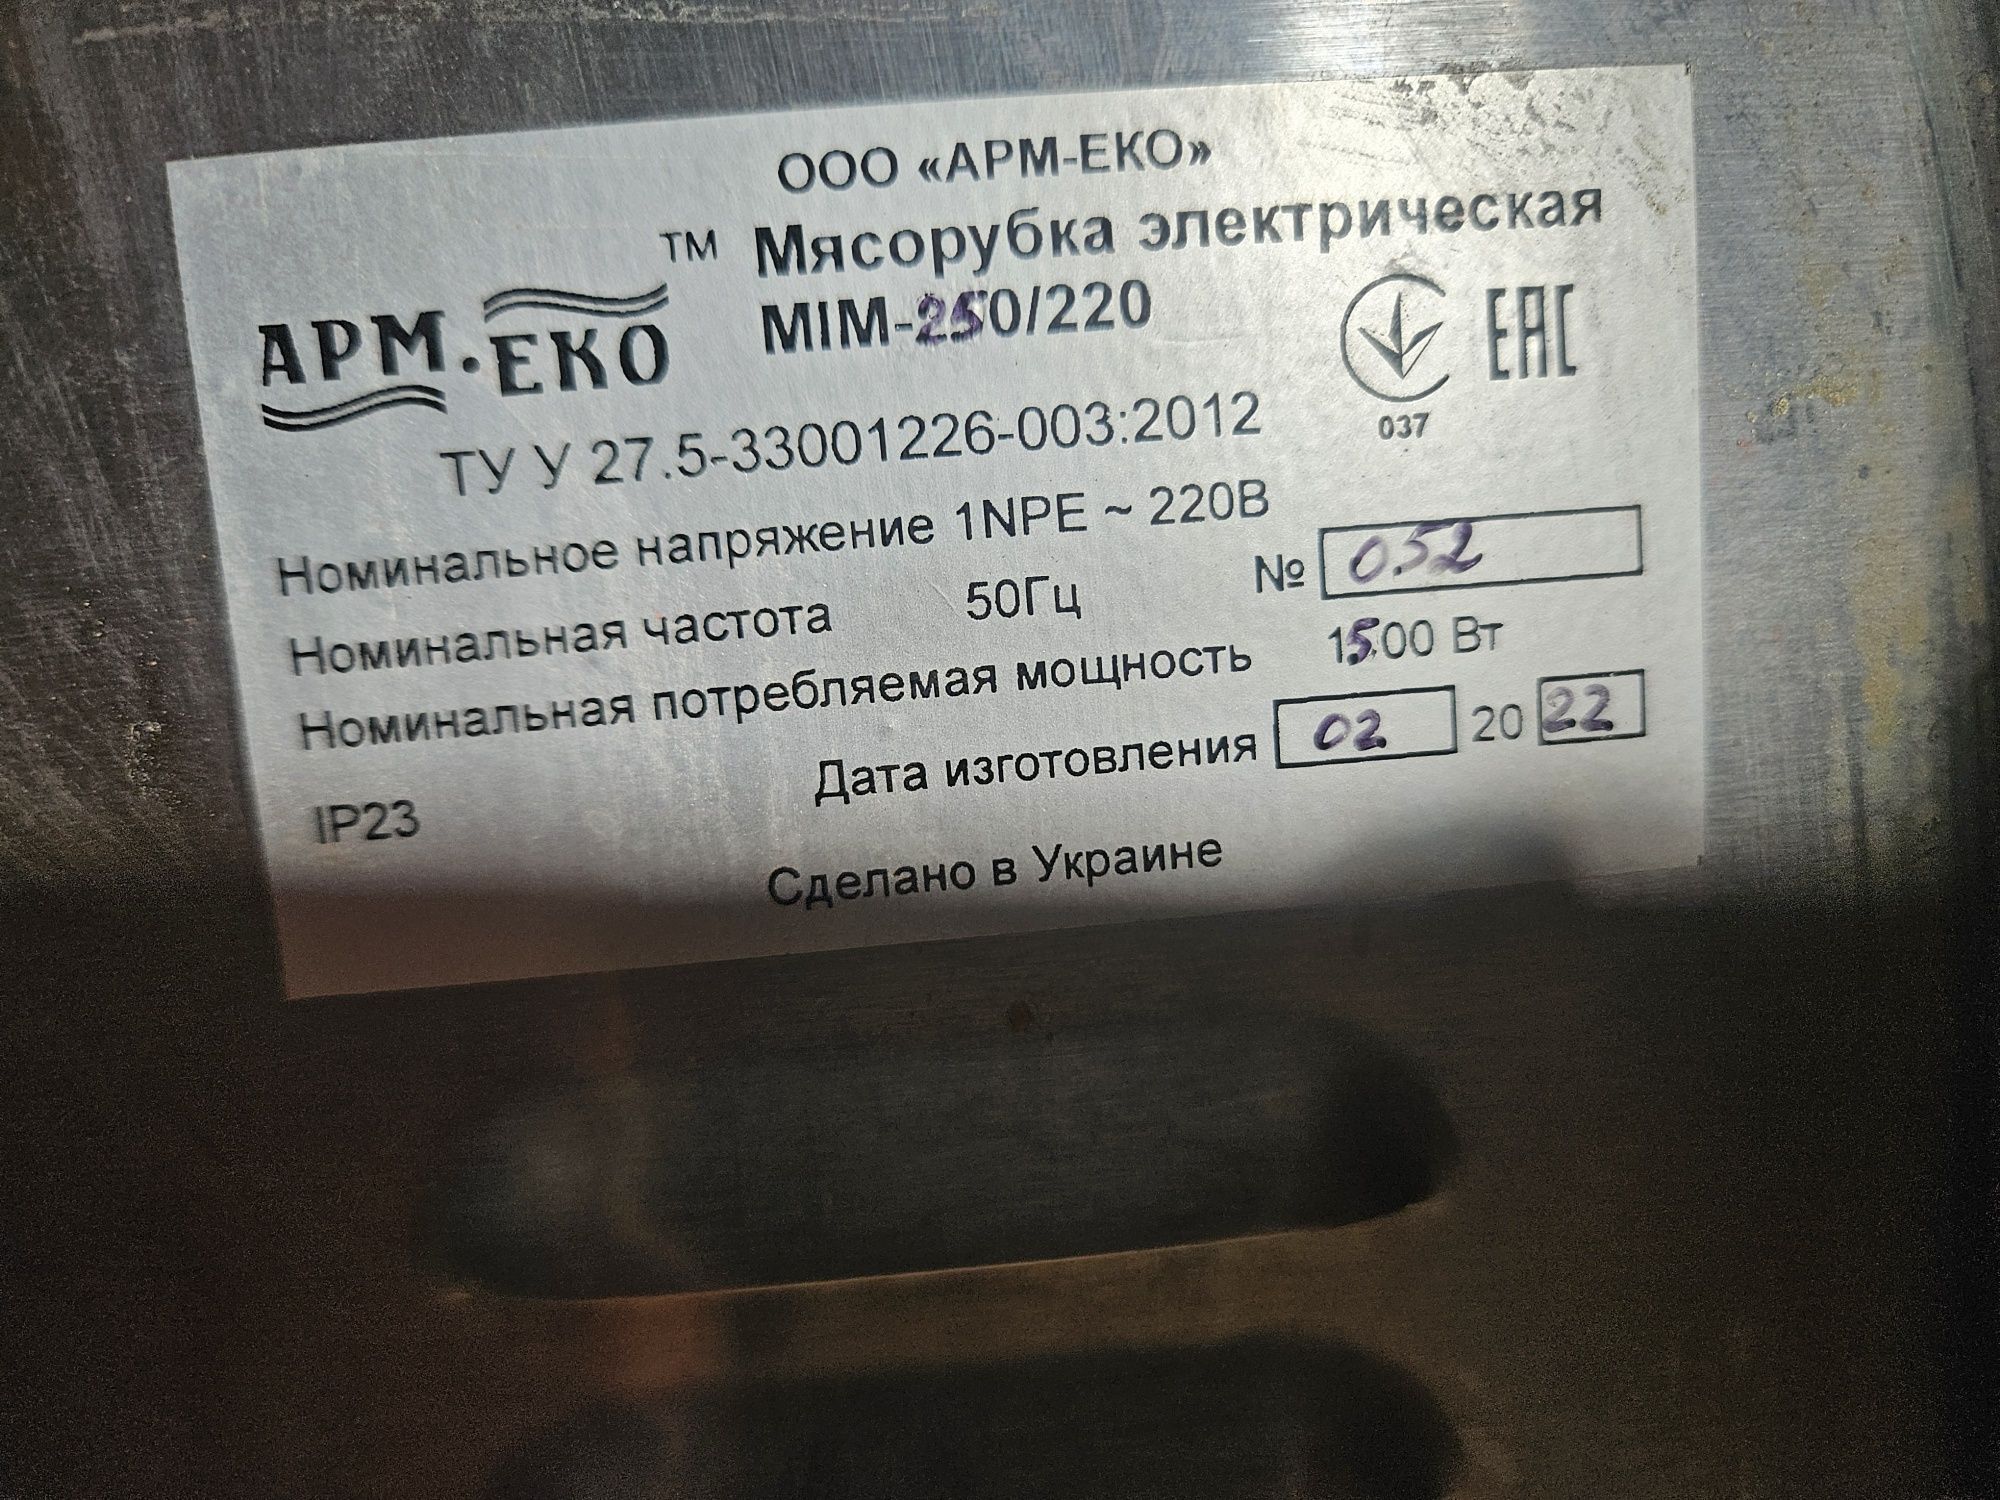 ООО «АРМ-ЕКО»
™ Мясорубка электрическая
АРМ.ЕКО
МІМ-250/220
ЕАС
037
ТУ У 27.5-33001226-003:2012
Номинальное напряжение 1NPE ~ 220В
Номинальная частота 50Гц
№ 052
Номинальная потребляемая мощность 1500 Вт
Дата изготовления 02 20 22
IP23
Сделано в Украине